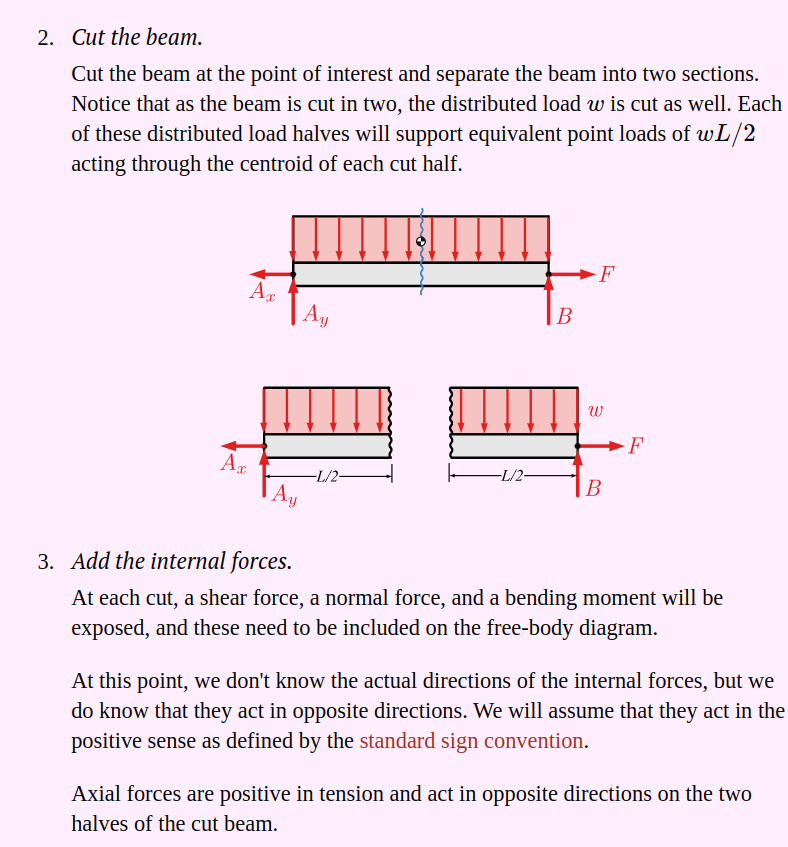 2. Cut the beam.
Cut the beam at the point of interest and separate the beam into two sections.
Notice that as the beam is cut in two, the distributed load w is cut as well. Each
of these distributed load halves will support equivalent point loads of wL/2
acting through the centroid of each cut half.
A_x
A_y
F
B
A_x
A_y
L/2
L/2
w
F
B
3. Add the internal forces.
At each cut, a shear force, a normal force, and a bending moment will be
exposed, and these need to be included on the free-body diagram.
At this point, we don't know the actual directions of the internal forces, but we
do know that they act in opposite directions. We will assume that they act in the
positive sense as defined by the standard sign convention.
Axial forces are positive in tension and act in opposite directions on the two
halves of the cut beam.